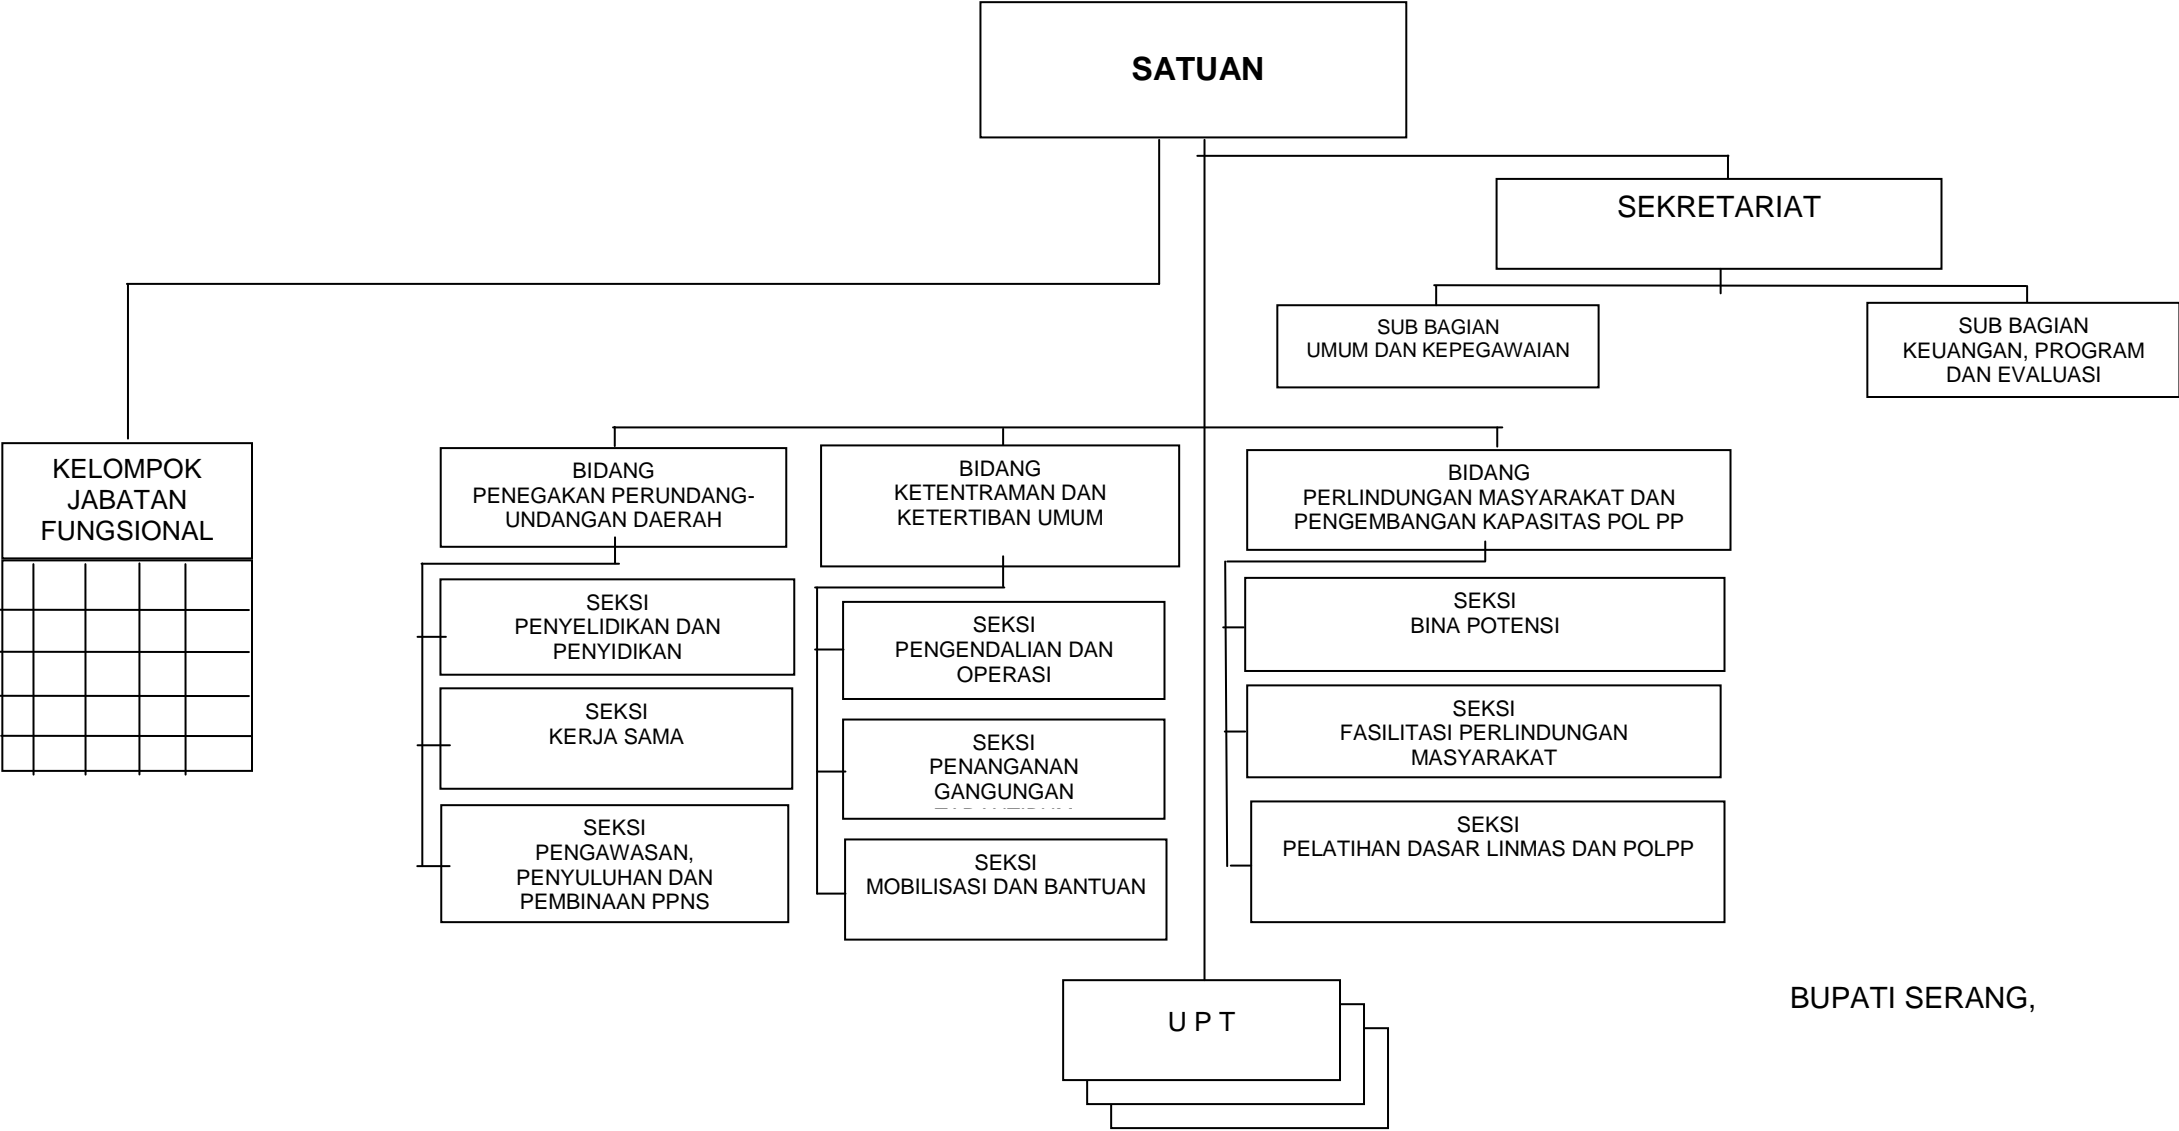 SATUAN
SEKRETARIAT
SUB BAGIAN
UMUM DAN KEPEGAWAIAN
SUB BAGIAN
KEUANGAN, PROGRAM
DAN EVALUASI
KELOMPOK
JABATAN
FUNGSIONAL
BIDANG
PENEGAKAN PERUNDANG-
UNDANGAN DAERAH
SEKSI
PENYELIDIKAN DAN
PENYIDIKAN
SEKSI
KERJA SAMA
SEKSI
PENGAWASAN,
PENYULUHAN DAN
PEMBINAAN PPNS
BIDANG
KETENTRAMAN DAN
KETERTIBAN UMUM
SEKSI
PENGENDALIAN DAN
OPERASI
SEKSI
PENANGANAN
GANGUNGAN
SEKSI
MOBILISASI DAN BANTUAN
BIDANG
PERLINDUNGAN MASYARAKAT DAN
PENGEMBANGAN KAPASITAS POL PP
SEKSI
BINA POTENSI
SEKSI
FASILITASI PERLINDUNGAN
MASYARAKAT
SEKSI
PELATIHAN DASAR LINMAS DAN POLPP
U P T
BUPATI SERANG,